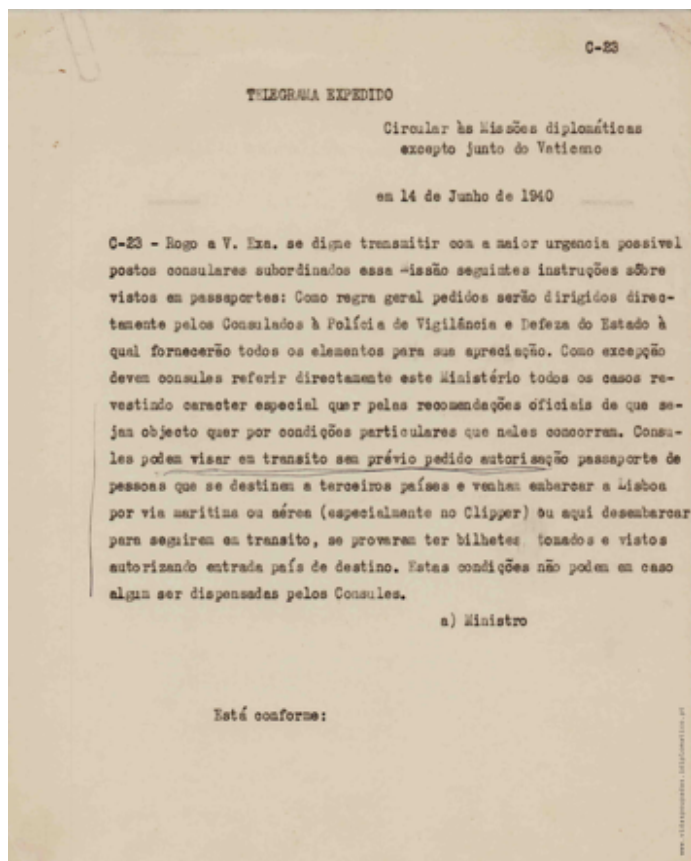 C-23
TELEGRAMA EXPEDIDO
Circular às Missões diplomáticas
excepto junto do Vaticano
em 14 de Junho de 1940
C-23 - Rogo a V. Exa. se digne transmitir com a maior urgencia possivel
postos consulares subordinados essa Missão seguintes instruções sôbre
vistos em passaportes: Como regra geral pedidos serão dirigidos direc-
tamente pelos Consulados à Polícia de Vigilância e Defeza do Estado à
qual fornecerão todos os elementos para sua apreciação. Como excepção
devem consules referir directamente este Ministério todos os casos re-
vestindo caracter especial quer pelas recomendações oficiais de que se-
jam objecto quer por condições particulares que neles concorram. Consu-
les podem visar em transito sem prévio pedido autorisação passaporte de
pessoas que se destinem a terceiros países e venham embarcar a Lisboa
por via maritima ou aérea (especialmente no Clipper) ou aqui desembarcar
para seguirem em transito, se provarem ter bilhetes tomados e vistos
autorizando entrada país de destino. Estas condições não podem em caso
algum ser dispensadas pelos Consules.
a) Ministro
Está conforme: